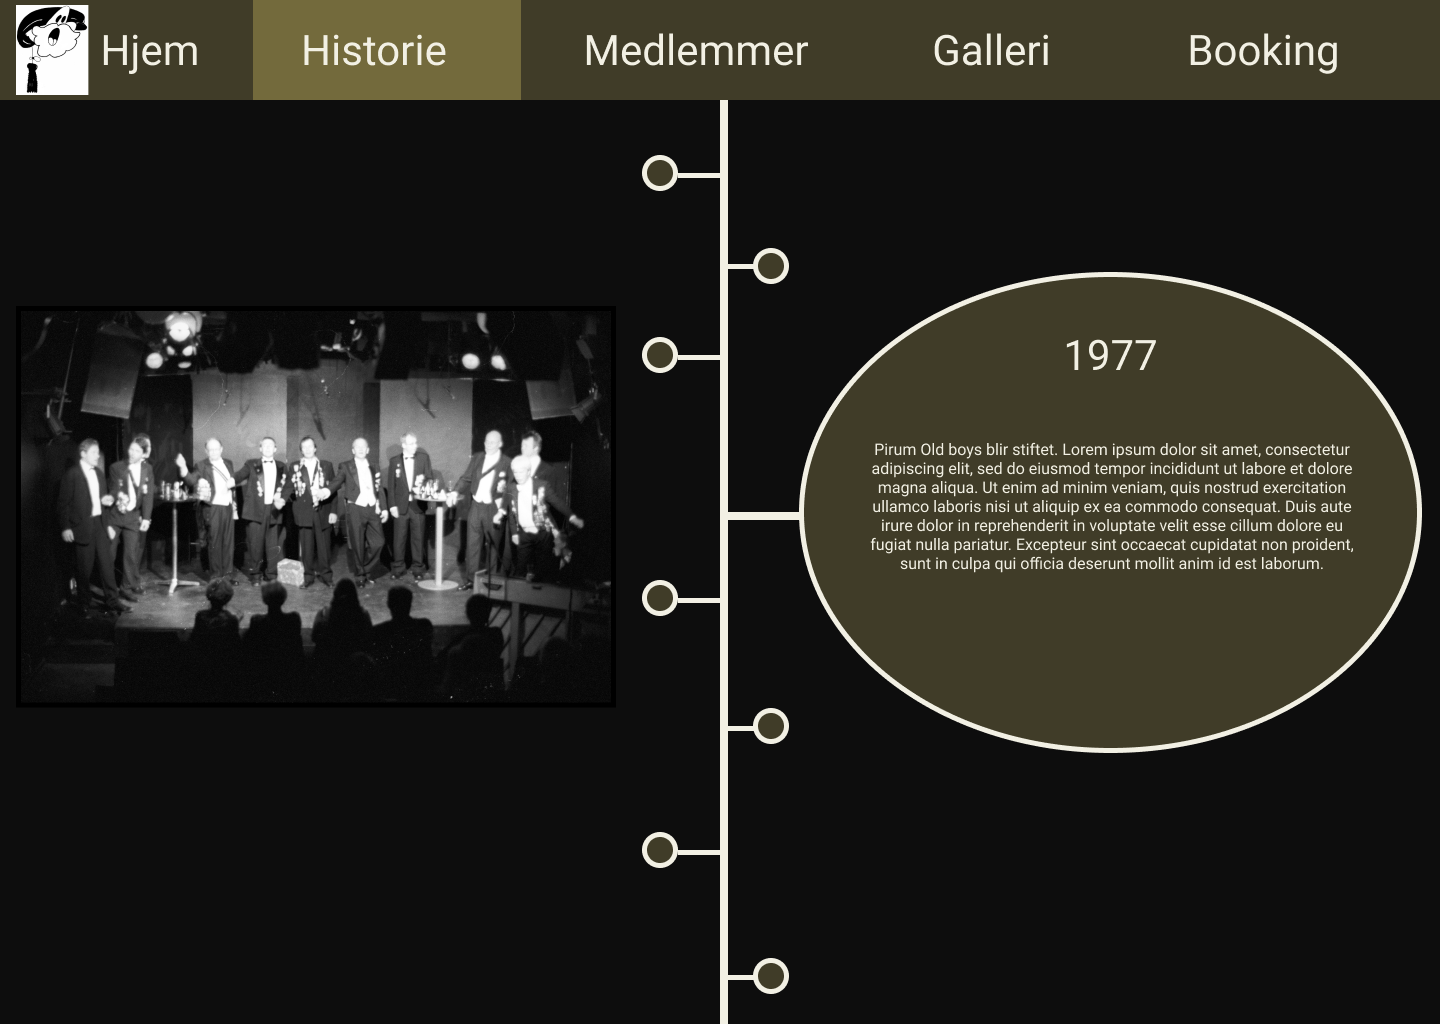 Hjem
Historie
Medlemmer
Galleri
Booking
1977
Pirum Old boys blir stiftet. Lorem ipsum dolor sit amet, consectetur
adipiscing elit, sed do eiusmod tempor incididunt ut labore et dolore
magna aliqua. Ut enim ad minim veniam, quis nostrud exercitation
ullamco laboris nisi ut aliquip ex ea commodo consequat. Duis aute
irure dolor in reprehenderit in voluptate velit esse cillum dolore eu
fugiat nulla pariatur. Excepteur sint occaecat cupidatat non proident,
sunt in culpa qui officia deserunt mollit anim id est laborum.